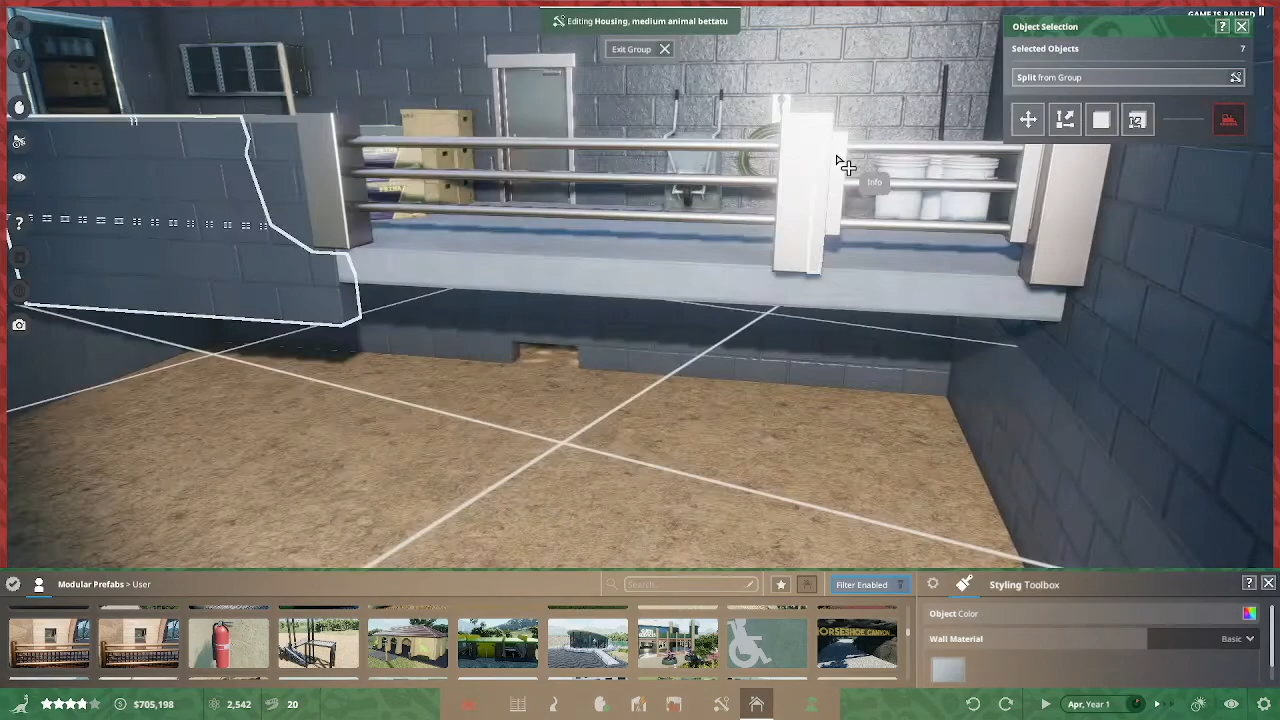 GAME IS PAUSED
Editing Housing, medium animal bettatu
Exit Group
Object Selection
?
Selected Objects 7
Split from Group
Info
?
Modular Prefabs > User
Search...
Filter Enabled
Styling Toolbox
?
Object Color
Wall Material
Basic
HORSESHOE CANYON
$705,198
2,542
20
Apr, Year 1